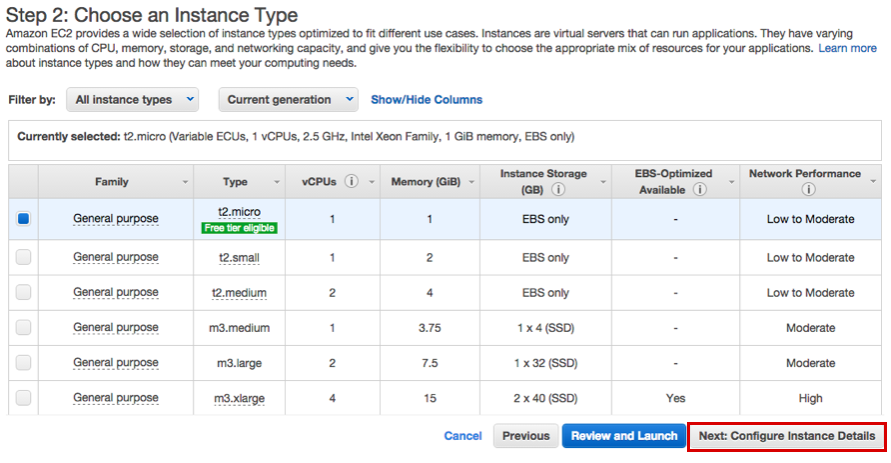 Step 2: Choose an Instance Type
Amazon EC2 provides a wide selection of instance types optimized to fit different use cases. Instances are virtual servers that can run applications. They have varying
combinations of CPU, memory, storage, and networking capacity, and give you the flexibility to choose the appropriate mix of resources for your applications. Learn more
about instance types and how they can meet your computing needs.
Filter by: All instance types Current generation Show/Hide Columns
Currently selected: t2.micro (Variable ECUs, 1 vCPUs, 2.5 GHz, Intel Xeon Family, 1 GiB memory, EBS only)
Family Type vCPUs Memory (GiB) Instance Storage (GB) EBS-Optimized Available Network Performance
General purpose t2.micro Free tier eligible 1 1 EBS only - Low to Moderate
General purpose t2.small 1 2 EBS only - Low to Moderate
General purpose t2.medium 2 4 EBS only - Low to Moderate
General purpose m3.medium 1 3.75 1 x 4 (SSD) - Moderate
General purpose m3.large 2 7.5 1 x 32 (SSD) - Moderate
General purpose m3.xlarge 4 15 2 x 40 (SSD) Yes High
Cancel Previous Review and Launch Next: Configure Instance Details